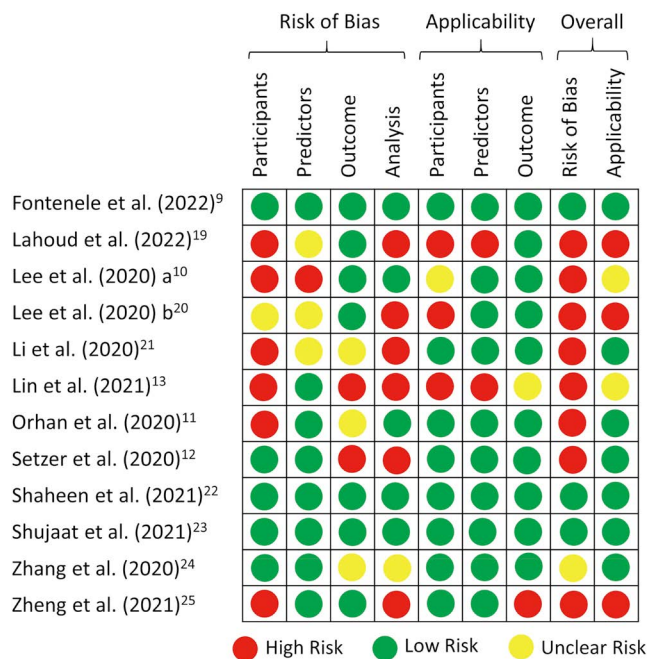 Risk of Bias Applicability Overall
Participants Predictors Outcome Analysis Participants Predictors Outcome Risk of Bias Applicability
Fontenele et al. (2022)⁹
Lahoud et al. (2022)¹⁹
Lee et al. (2020) a¹⁰
Lee et al. (2020) b²⁰
Li et al. (2020)²¹
Lin et al. (2021)¹³
Orhan et al. (2020)¹¹
Setzer et al. (2020)¹²
Shaheen et al. (2021)²²
Shujaat et al. (2021)²³
Zhang et al. (2020)²⁴
Zheng et al. (2021)²⁵
High Risk Low Risk Unclear Risk